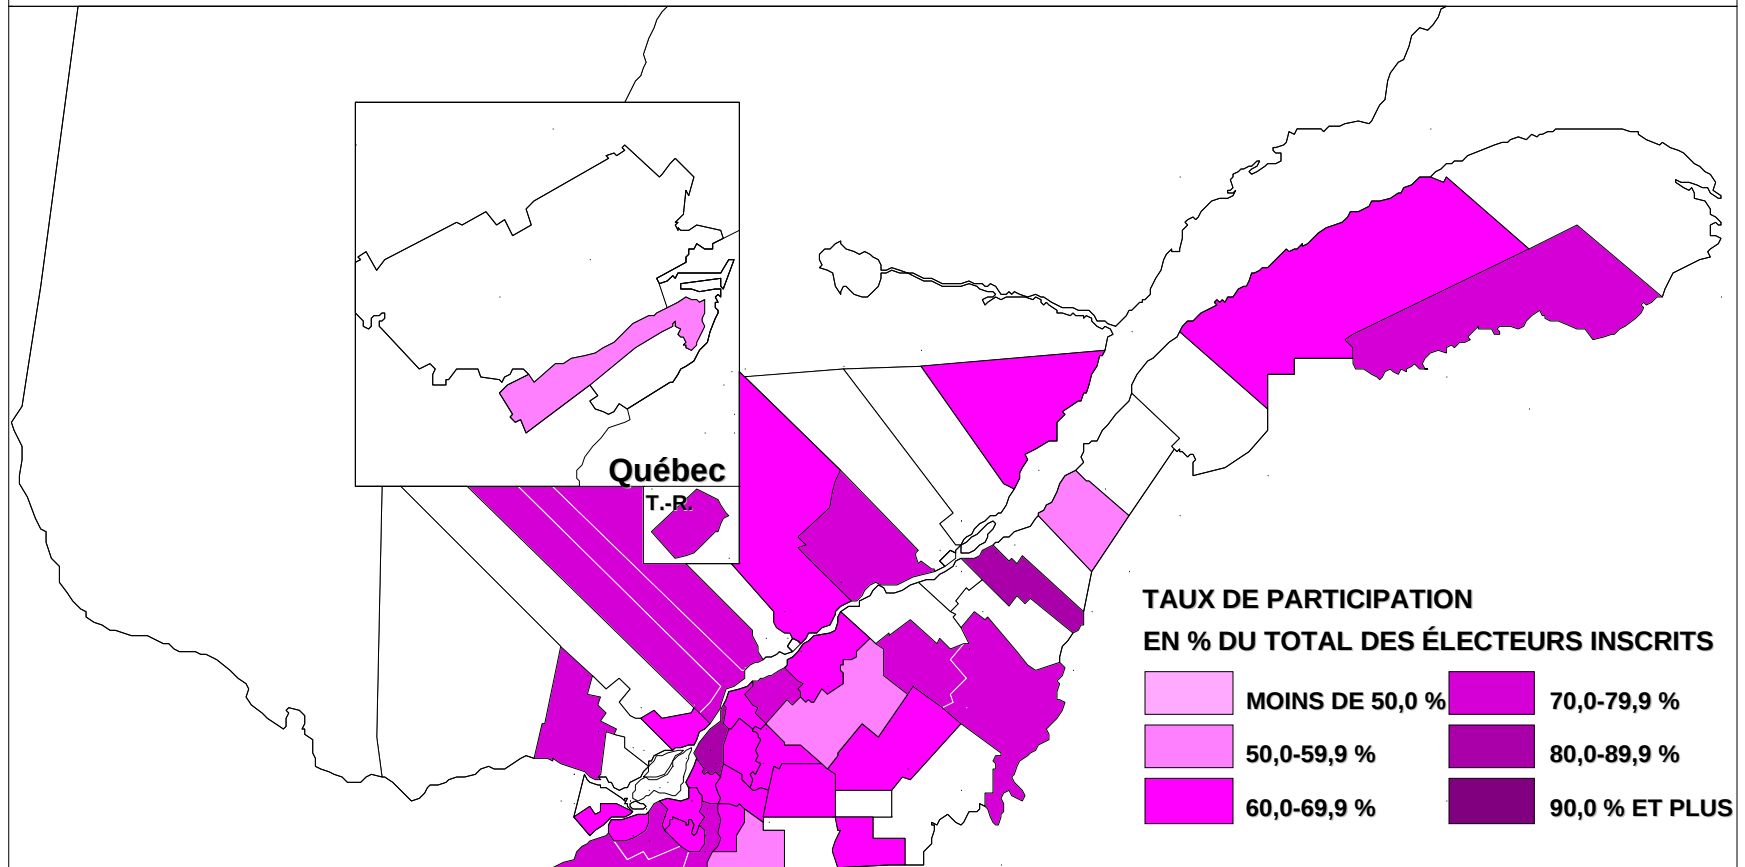 Québec
T.-R.
TAUX DE PARTICIPATION
EN % DU TOTAL DES ÉLECTEURS INSCRITS
MOINS DE 50,0 %
50,0-59,9 %
60,0-69,9 %
70,0-79,9 %
80,0-89,9 %
90,0 % ET PLUS